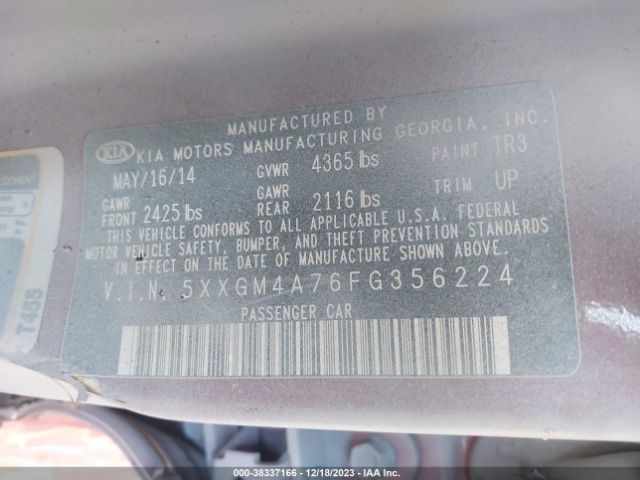 MANUFACTURED BY
KIA KIA MOTORS MANUFACTURING GEORGIA, INC.
MAY/16/14 GVWR 4365 lbs PAINT TR3
GAWR FRONT 2425 lbs GAWR REAR 2116 lbs TRIM UP
THIS VEHICLE CONFORMS TO ALL APPLICABLE U.S.A. FEDERAL
MOTOR VEHICLE SAFETY, BUMPER, AND THEFT PREVENTION STANDARDS
IN EFFECT ON THE DATE OF MANUFACTURE SHOWN ABOVE.
V.I.N. 5XXGM4A76FG356224
PASSENGER CAR
T458
000-38337166 - 12/18/2023 - IAA Inc.